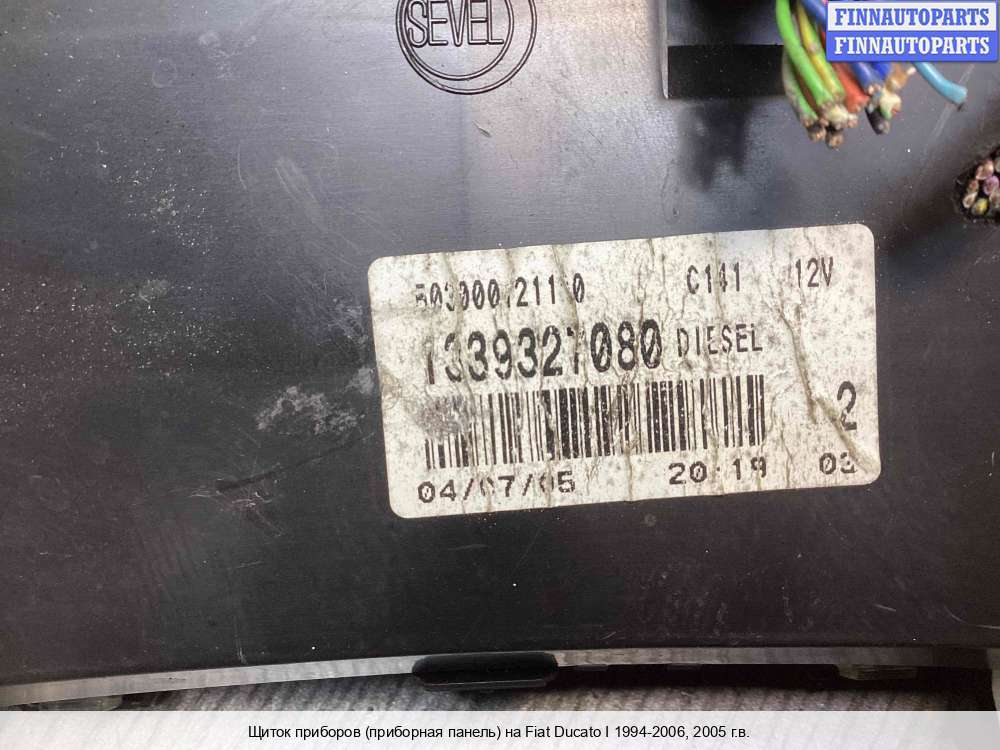 SEVEL
FINNAUTOPARTS
FINNAUTOPARTS
C141 12V
1339327080 DIESEL
2
04/07/05 20:19 03
Щиток приборов (приборная панель) на Fiat Ducato I 1994-2006, 2005 г.в.